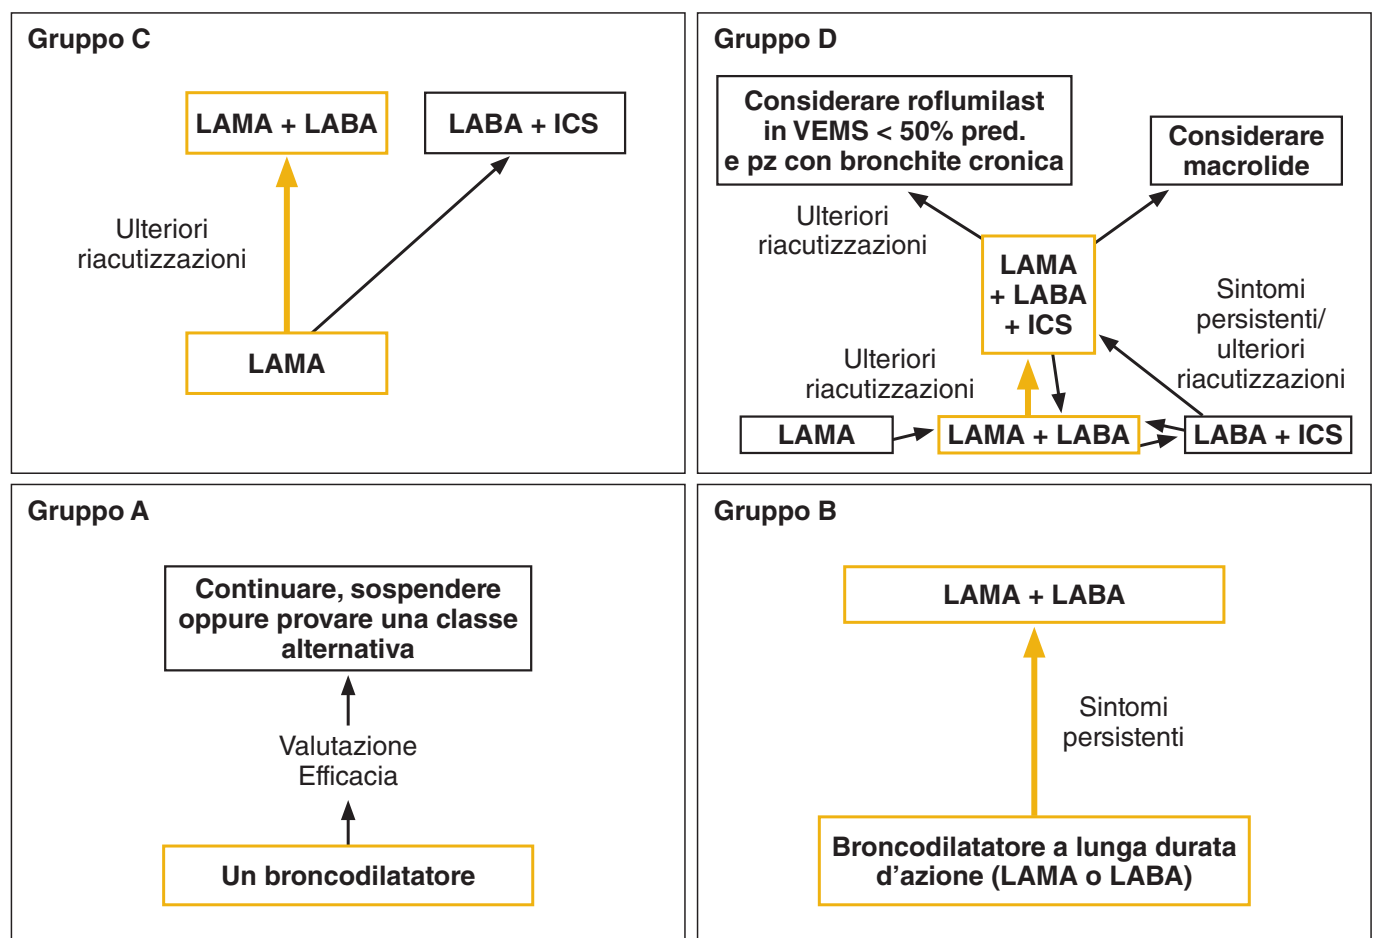 Gruppo C
LAMA + LABA
LABA + ICS
Ulteriori
riacutizzazioni
LAMA
Gruppo D
Considerare roflumilast
in VEMS < 50% pred.
e pz con bronchite cronica
Considerare
macrolide
Ulteriori
riacutizzazioni
LAMA
+ LABA
+ ICS
Sintomi
persistenti/
ulteriori
riacutizzazioni
Ulteriori
riacutizzazioni
LAMA
LAMA + LABA
LABA + ICS
Gruppo A
Continuare, sospendere
oppure provare una classe
alternativa
Valutazione
Efficacia
Un broncodilatatore
Gruppo B
LAMA + LABA
Sintomi
persistenti
Broncodilatatore a lunga durata
d’azione (LAMA o LABA)